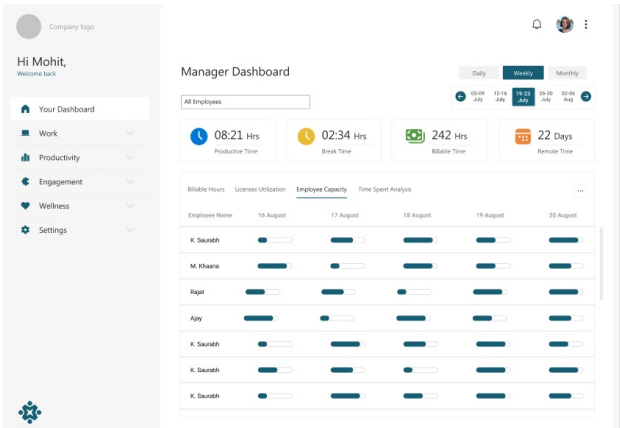 Company logo
Hi Mohit,
Welcome back
Your Dashboard
Work
Productivity
Engagement
Wellness
Settings
Manager Dashboard
Daily Weekly Monthly
All Employees
05-09 July 12-16 July 19-23 July 26-30 July 02-06 Aug
08:21 Hrs
Productive Time
02:34 Hrs
Break Time
242 Hrs
Billable Time
22 Days
Remote Time
Billable Hours Licenses Utilization Employee Capacity Time Spent Analysis
Employee Name 16 August 17 August 18 August 19 August 20 August
K. Saurabh
M. Khaana
Rajat
Ajay
K. Saurabh
K. Saurabh
K. Saurabh